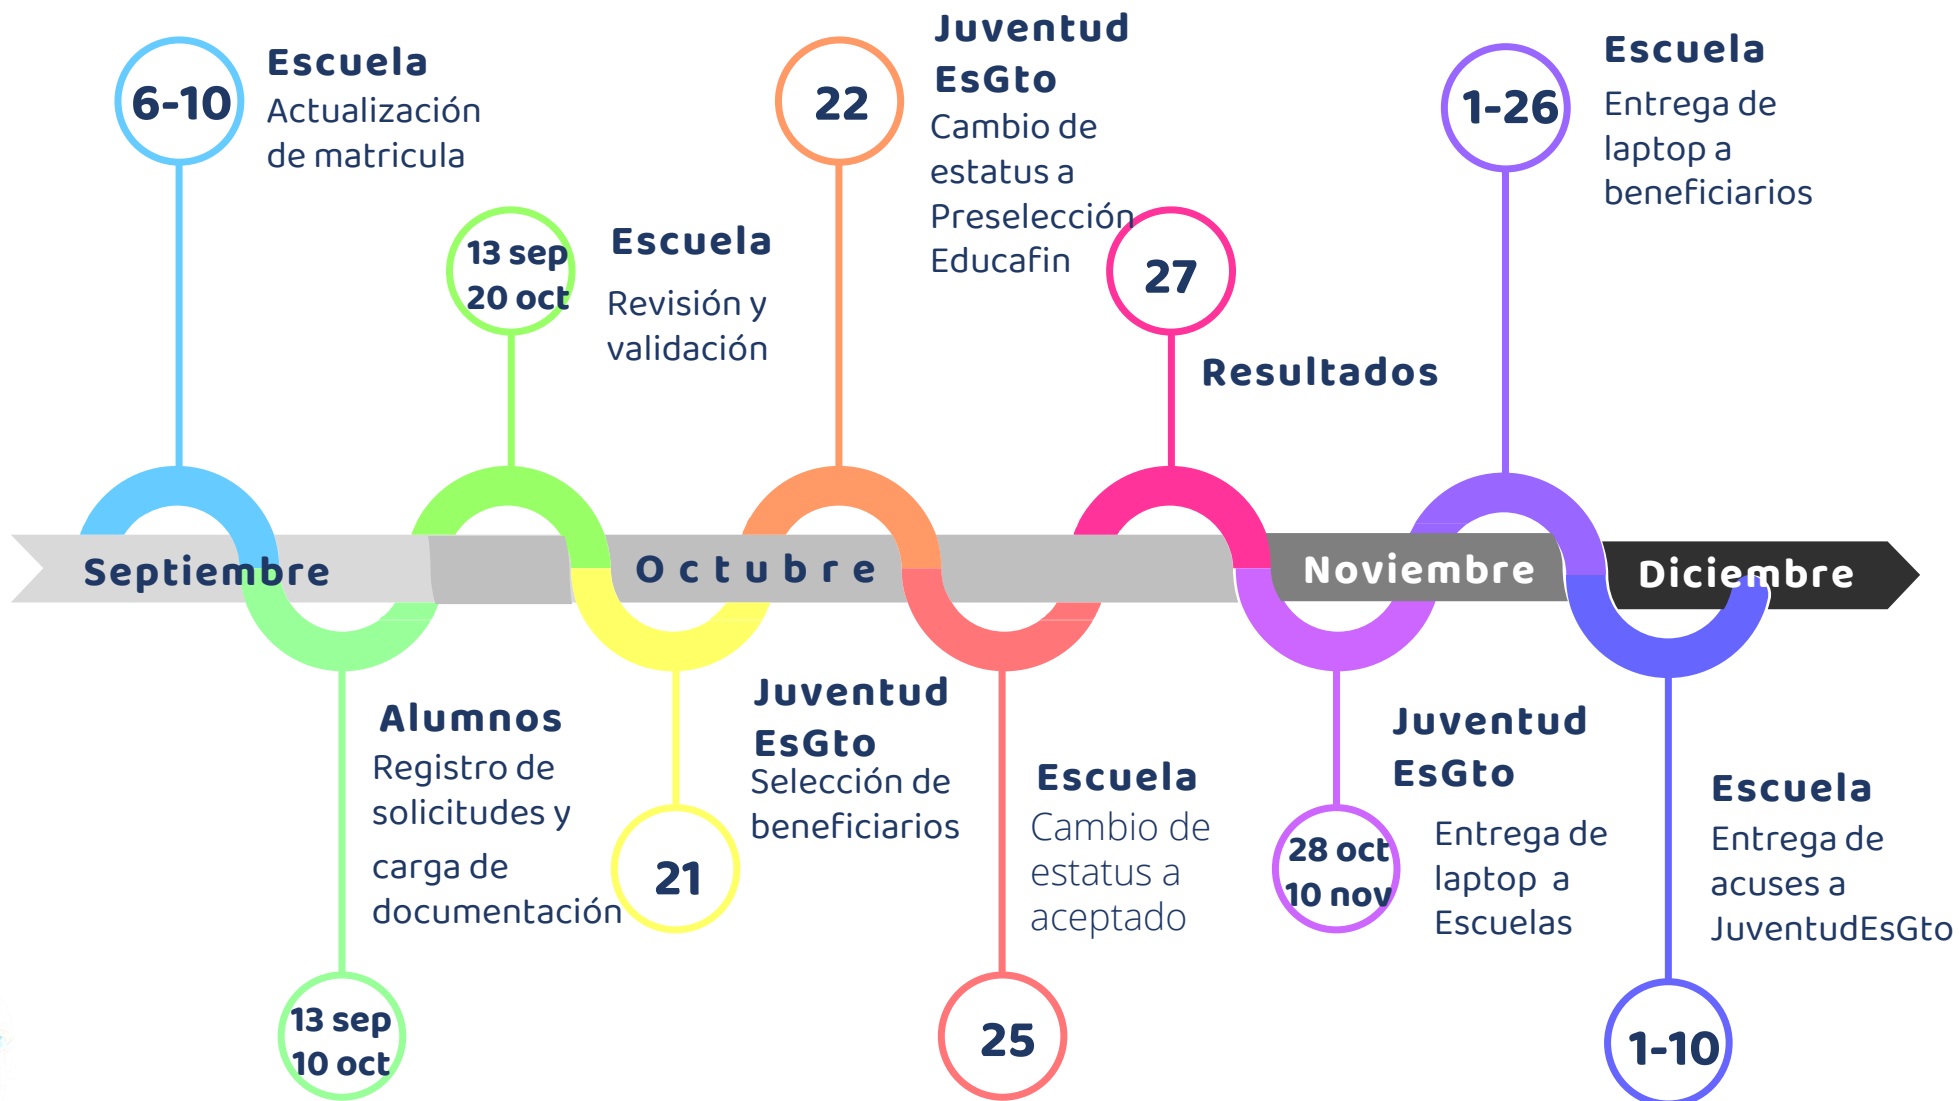 6-10
Escuela
Actualización
de matricula
13 sep
20 oct
Escuela
Revisión y
validación
22
Juventud
EsGto
Cambio de
estatus a
Preselección
Educafin
27
Resultados
1-26
Escuela
Entrega de
laptop a
beneficiarios
Septiembre
Octubre
Noviembre
Diciembre
Alumnos
Registro de
solicitudes y
carga de
documentación
13 sep
10 oct
Juventud
EsGto
Selección de
beneficiarios
21
Escuela
Cambio de
estatus a
aceptado
25
Juventud
EsGto
Entrega de
laptop a
Escuelas
28 oct
10 nov
Escuela
Entrega de
acuses a
JuventudEsGto
1-10